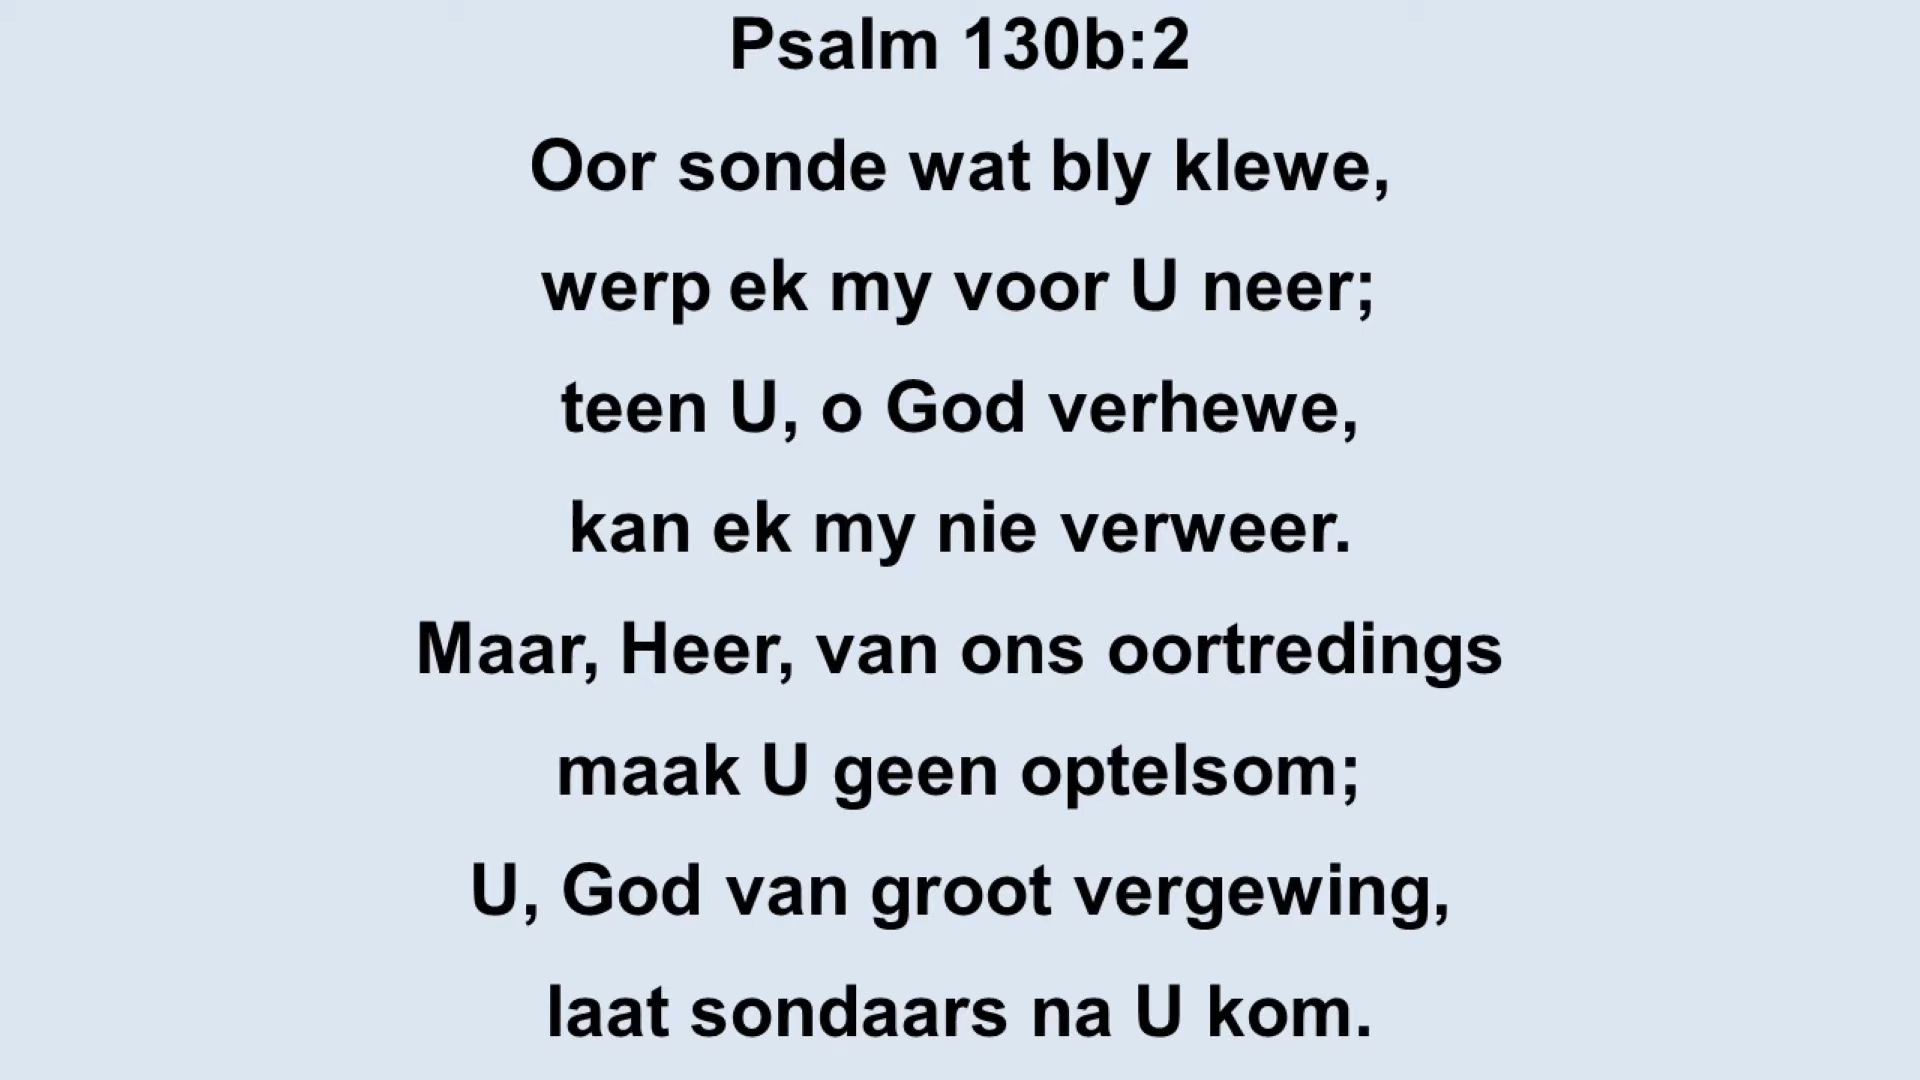 Psalm 130b:2
Oor sonde wat bly klewe,
werp ek my voor U neer;
teen U, o God verhewe,
kan ek my nie verweer.
Maar, Heer, van ons oortredings
maak U geen optelsom;
U, God van groot vergewing,
laat sondaars na U kom.